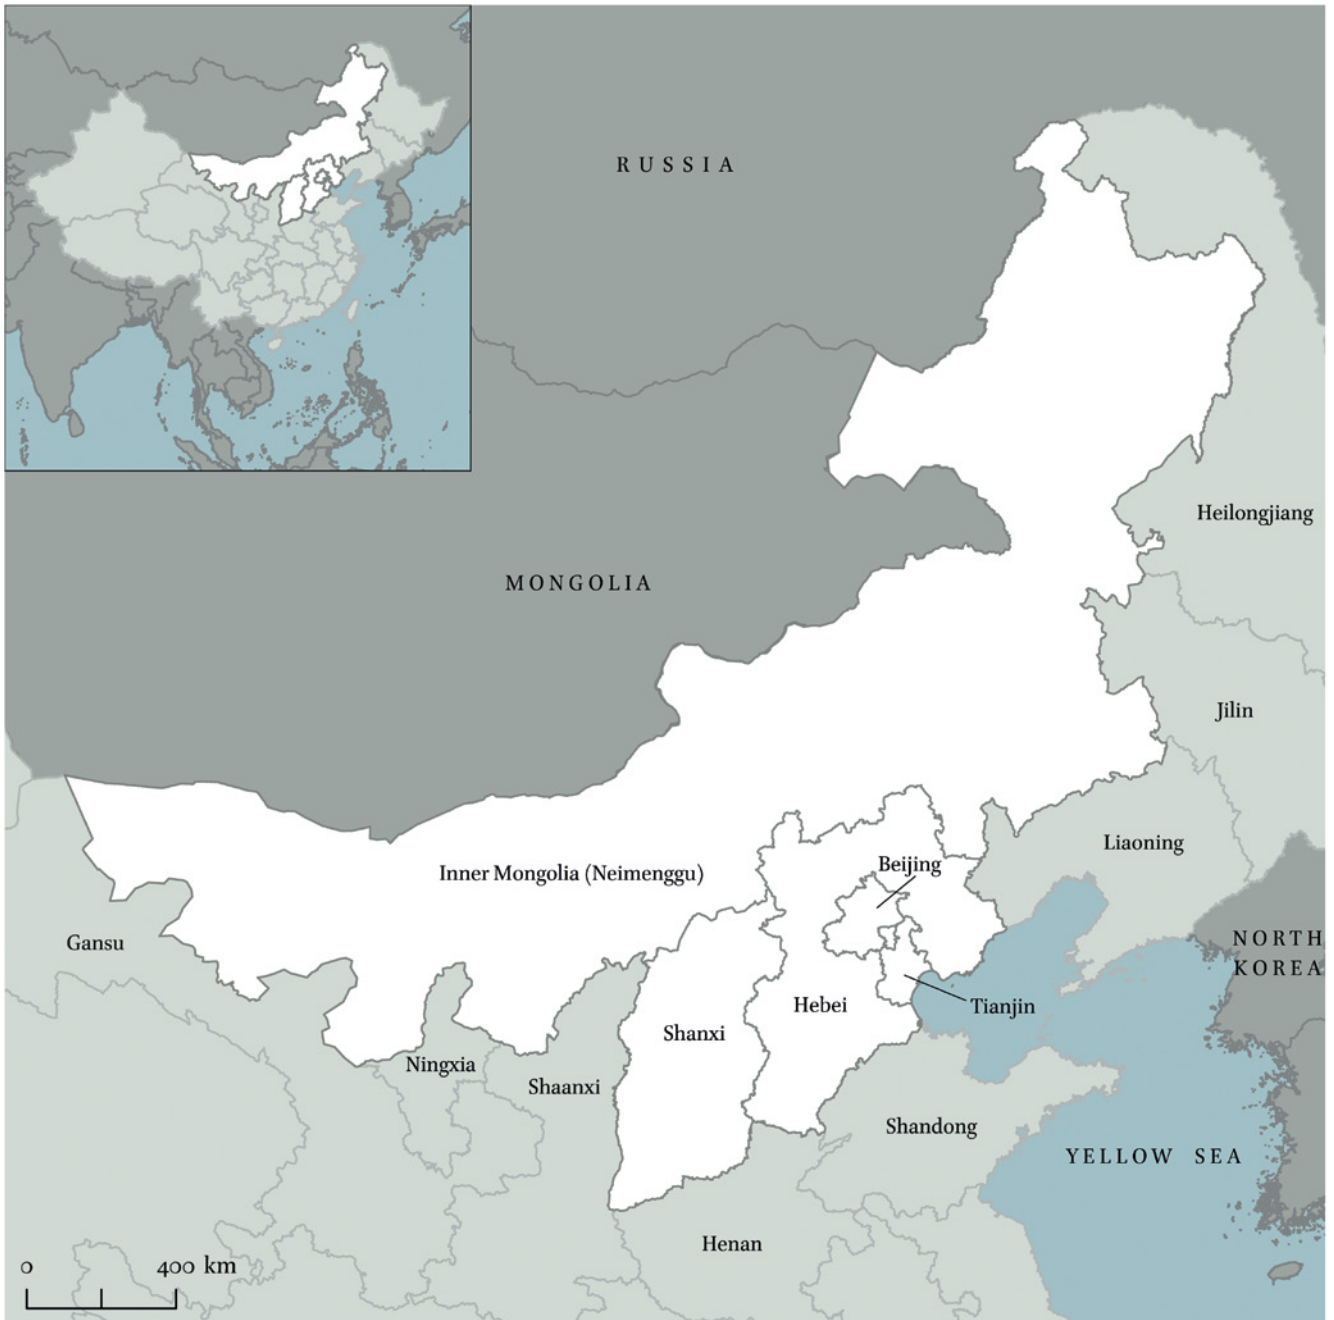 RUSSIA
Heilongjiang
MONGOLIA
Jilin
Liaoning
Beijing
Inner Mongolia (Neimenggu)
Gansu
NORTH
KOREA
Hebei
Tianjin
Shanxi
Ningxia
Shaanxi
Shandong
YELLOW SEA
Henan
0 400 km